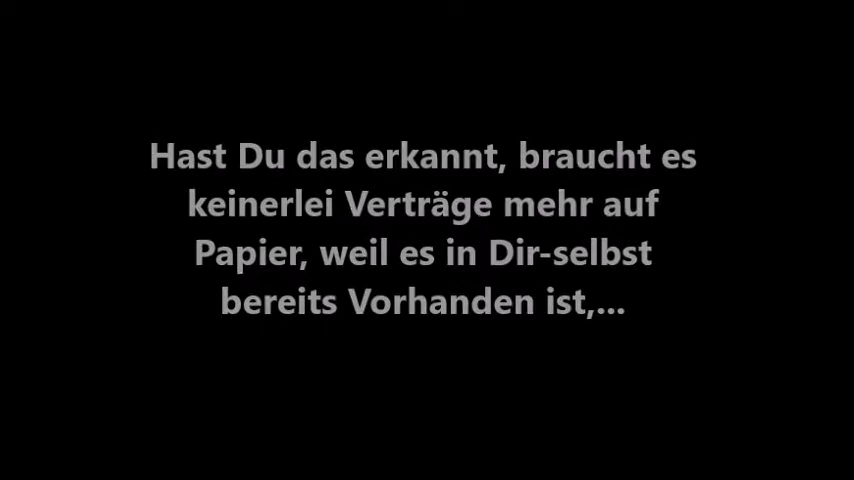 Hast Du das erkannt, braucht es
keinerlei Verträge mehr auf
Papier, weil es in Dir-selbst
bereits Vorhanden ist,...